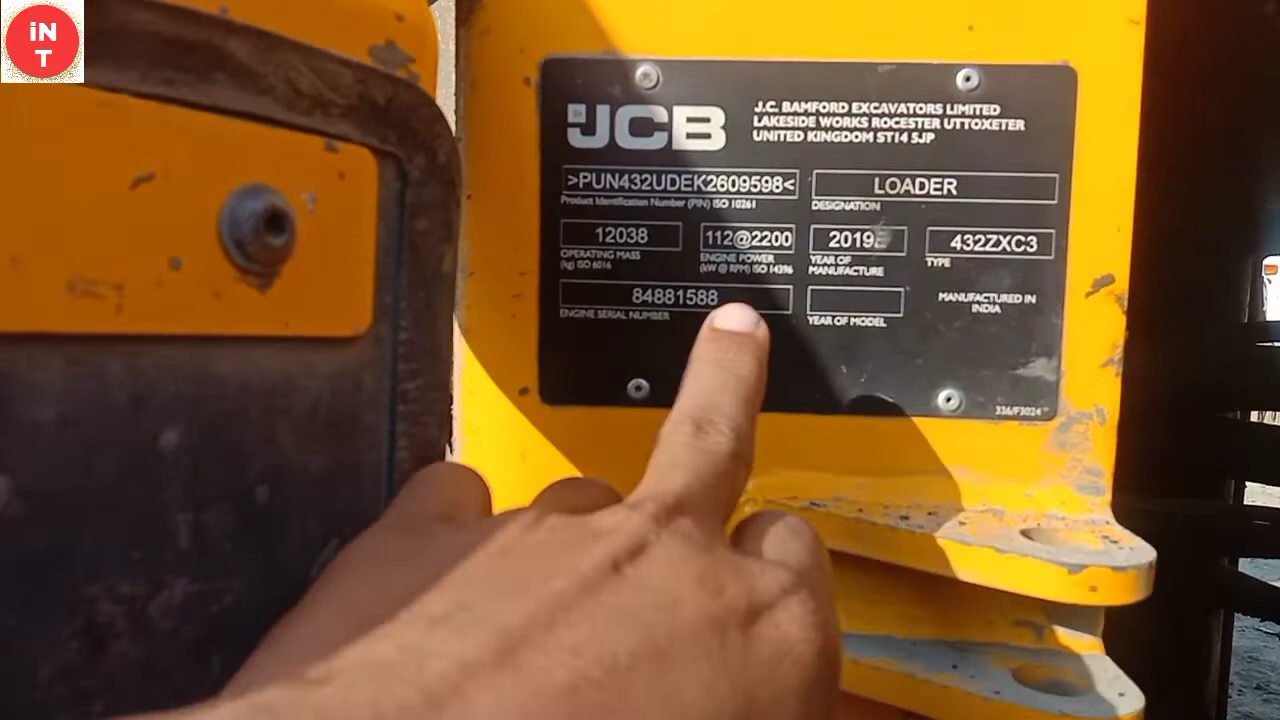 iN
T
JCB
J.C. BAMFORD EXCAVATORS LIMITED
LAKESIDE WORKS ROCESTER UTTOXETER
UNITED KINGDOM ST14 5JP
>PUN432UDEK2609598<
Product Identification Number (PIN) ISO 10261
LOADER
DESIGNATION
12038
OPERATING MASS
(kg) ISO 6016
112@2200
ENGINE POWER
(kW @ RPM) ISO 14396
2019
YEAR OF
MANUFACTURE
432ZXC3
TYPE
84881588
ENGINE SERIAL NUMBER
YEAR OF MODEL
MANUFACTURED IN
INDIA
336/F3024